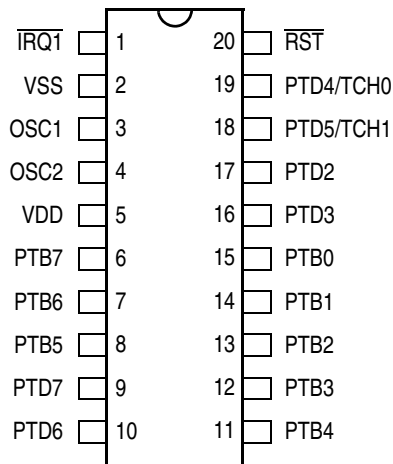 IRQ1 1 20 RST
VSS 2 19 PTD4/TCH0
OSC1 3 18 PTD5/TCH1
OSC2 4 17 PTD2
VDD 5 16 PTD3
PTB7 6 15 PTB0
PTB6 7 14 PTB1
PTB5 8 13 PTB2
PTD7 9 12 PTB3
PTD6 10 11 PTB4